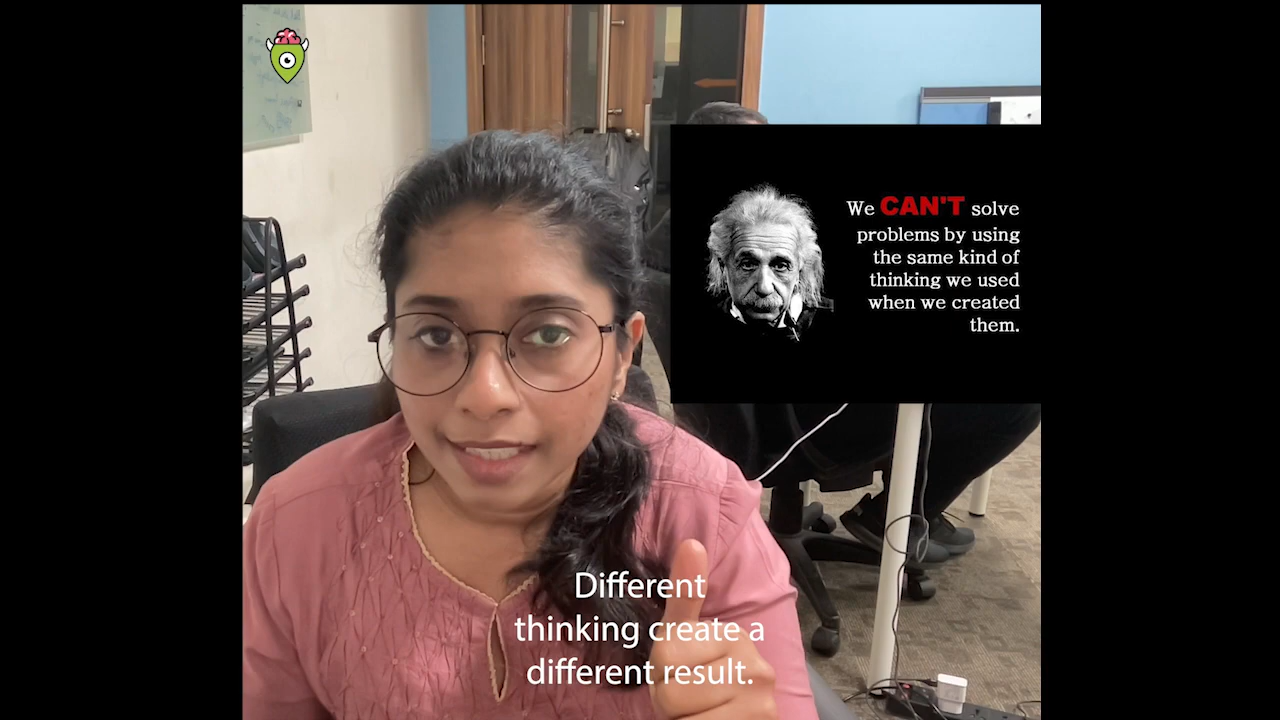 We CAN'T solve
problems by using
the same kind of
thinking we used
when we created
them.
Different
thinking create a
different result.